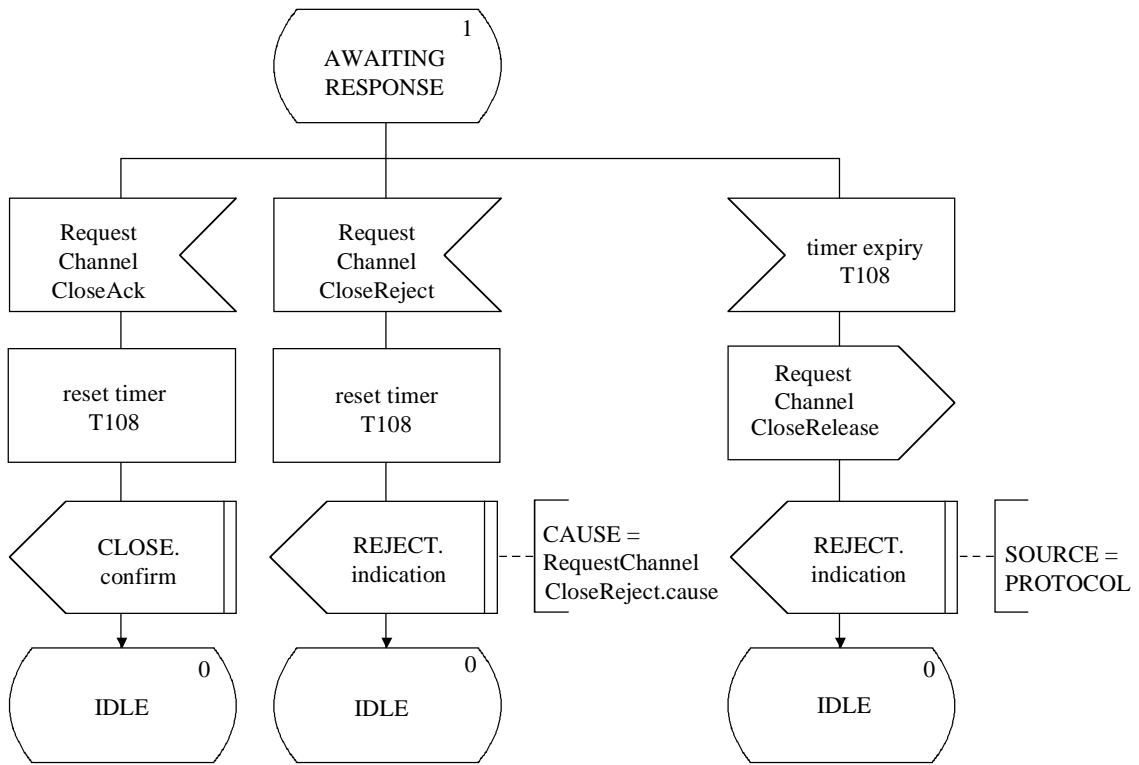 1
AWAITING
RESPONSE
Request
Channel
CloseAck
Request
Channel
CloseReject
timer expiry
T108
reset timer
T108
reset timer
T108
Request
Channel
CloseRelease
CLOSE.
confirm
REJECT.
indication
CAUSE =
RequestChannel
CloseReject.cause
REJECT.
indication
SOURCE =
PROTOCOL
0
IDLE
0
IDLE
0
IDLE